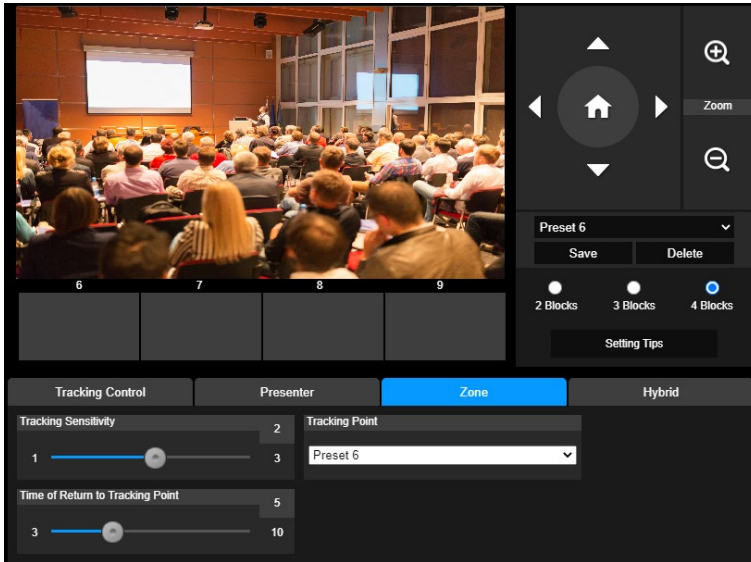 Zoom
Preset 6
Save Delete
6 7 8 9
2 Blocks 3 Blocks 4 Blocks
Setting Tips
Tracking Control Presenter Zone Hybrid
Tracking Sensitivity 2
1 3
Tracking Point
Preset 6
Time of Return to Tracking Point 5
3 10